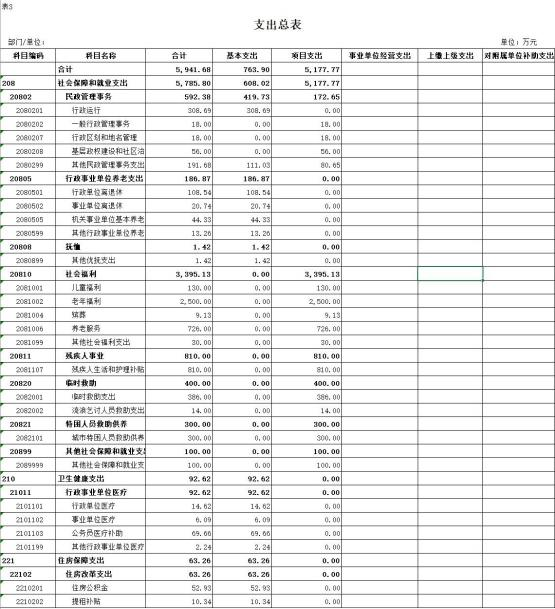 表3
支出总表
部门/单位: 单位: 万元
科目编码 科目名称 合计 基本支出 项目支出 事业单位经营支出 上缴上级支出 对附属单位补助支出
合计 5,941.68 763.90 5,177.77
208 社会保障和就业支出 5,785.80 608.02 5,177.77
20802 民政管理事务 592.38 419.73 172.65
2080201 行政运行 308.69 308.69 0.00
2080202 一般行政管理事务 18.00 0.00 18.00
2080207 行政区划和地名管理 18.00 0.00 18.00
2080208 基层政权建设和社区治 56.00 0.00 56.00
2080299 其他民政管理事务支出 191.68 111.03 80.65
20805 行政事业单位养老支出 186.87 186.87 0.00
2080501 行政单位离退休 108.54 108.54 0.00
2080502 事业单位离退休 20.74 20.74 0.00
2080505 机关事业单位基本养老 44.33 44.33 0.00
2080599 其他行政事业单位养老 13.26 13.26 0.00
20808 抚恤 1.42 1.42 0.00
2080899 其他优抚支出 1.42 1.42 0.00
20810 社会福利 3,395.13 0.00 3,395.13
2081001 儿童福利 130.00 0.00 130.00
2081002 老年福利 2,500.00 0.00 2,500.00
2081004 殡葬 9.13 0.00 9.13
2081006 养老服务 726.00 0.00 726.00
2081099 其他社会福利支出 30.00 0.00 30.00
20811 残疾人事业 810.00 0.00 810.00
2081107 残疾人生活和护理补贴 810.00 0.00 810.00
20820 临时救助 400.00 0.00 400.00
2082001 临时救助支出 386.00 0.00 386.00
2082002 流浪乞讨人员救助支出 14.00 0.00 14.00
20821 特困人员救助供养 300.00 0.00 300.00
2082101 城市特困人员救助供养 300.00 0.00 300.00
20899 其他社会保障和就业支 100.00 0.00 100.00
2089999 其他社会保障和就业支 100.00 0.00 100.00
210 卫生健康支出 92.62 92.62 0.00
21011 行政事业单位医疗 92.62 92.62 0.00
2101101 行政单位医疗 14.62 14.62 0.00
2101102 事业单位医疗 6.09 6.09 0.00
2101103 公务员医疗补助 69.66 69.66 0.00
2101199 其他行政事业单位医疗 2.24 2.24 0.00
221 住房保障支出 63.26 63.26 0.00
22102 住房改革支出 63.26 63.26 0.00
2210201 住房公积金 52.93 52.93 0.00
2210202 提租补贴 10.34 10.34 0.00